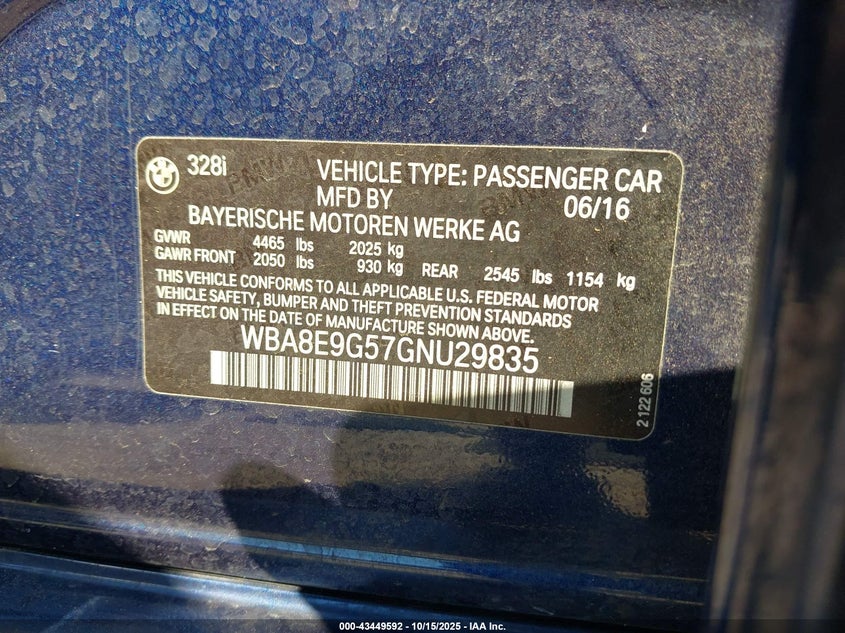 328i
VEHICLE TYPE: PASSENGER CAR
MFD BY 06/16
BAYERISCHE MOTOREN WERKE AG
GVWR 4465 lbs 2025 kg
GAWR FRONT 2050 lbs 930 kg REAR 2545 lbs 1154 kg
THIS VEHICLE CONFORMS TO ALL APPLICABLE U.S. FEDERAL MOTOR
VEHICLE SAFETY, BUMPER AND THEFT PREVENTION STANDARDS
IN EFFECT ON THE DATE OF MANUFACTURE SHOWN ABOVE.
WBA8E9G57GNU29835
2 122 606
000-43449592 - 10/15/2025 - IAA Inc.